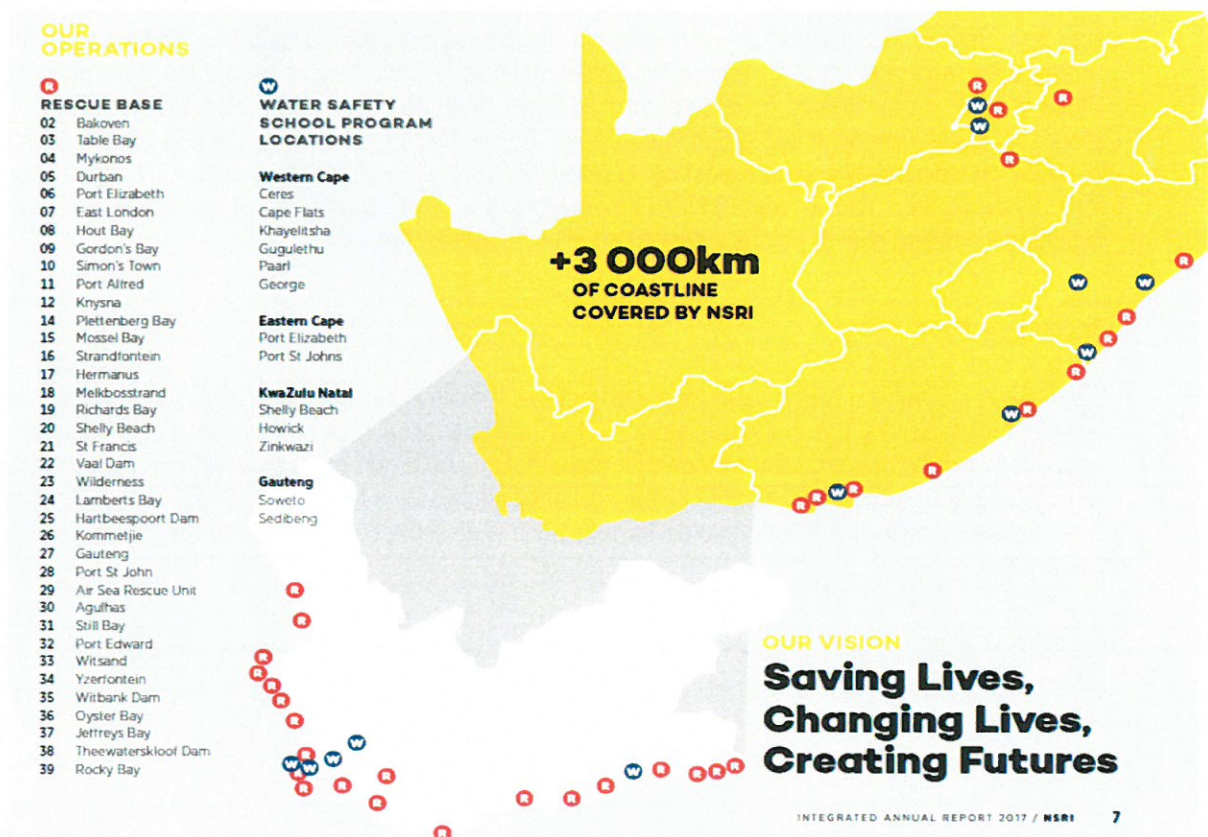 OUR
OPERATIONS
R
RESCUE BASE
02 Bakoven
03 Table Bay
04 Mykonos
05 Durban
06 Port Elizabeth
07 East London
08 Hout Bay
09 Gordon's Bay
10 Simon's Town
11 Port Alfred
12 Knysna
14 Plettenberg Bay
15 Mossel Bay
16 Strandfontein
17 Hermanus
18 Melkbosstrand
19 Richards Bay
20 Shelly Beach
21 St Francis
22 Vaal Dam
23 Wilderness
24 Lamberts Bay
25 Hartbeespoort Dam
26 Kommetjie
27 Gauteng
28 Port St John
29 Air Sea Rescue Unit
30 Agulhas
31 Still Bay
32 Port Edward
33 Witsand
34 Yzerfontein
35 Witbank Dam
36 Oyster Bay
37 Jeffreys Bay
38 Theewaterskloof Dam
39 Rocky Bay
W
WATER SAFETY
SCHOOL PROGRAM
LOCATIONS
Western Cape
Ceres
Cape Flats
Khayelitsha
Gugulethu
Paarl
George
Eastern Cape
Port Elizabeth
Port St Johns
KwaZulu Natal
Shelly Beach
Howick
Zinkwazi
Gauteng
Soweto
Sedibeng
+3 000km
OF COASTLINE
COVERED BY NSRI
OUR VISION
Saving Lives,
Changing Lives,
Creating Futures
INTEGRATED ANNUAL REPORT 2017 / NSRI 7